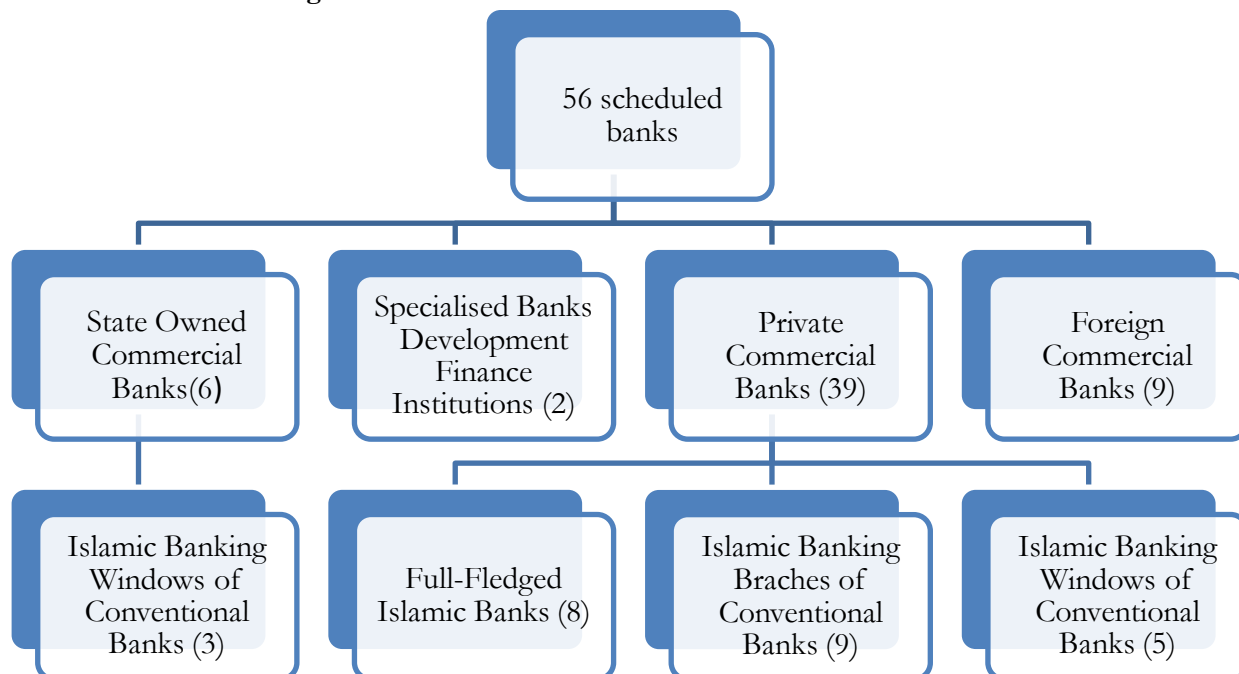 56 scheduled
banks
State Owned
Commercial
Banks(6)
Specialised Banks
Development
Finance
Institutions (2)
Private
Commercial
Banks (39)
Foreign
Commercial
Banks (9)
Islamic Banking
Windows of
Conventional
Banks (3)
Full-Fledged
Islamic Banks (8)
Islamic Banking
Braches of
Conventional
Banks (9)
Islamic Banking
Windows of
Conventional
Banks (5)